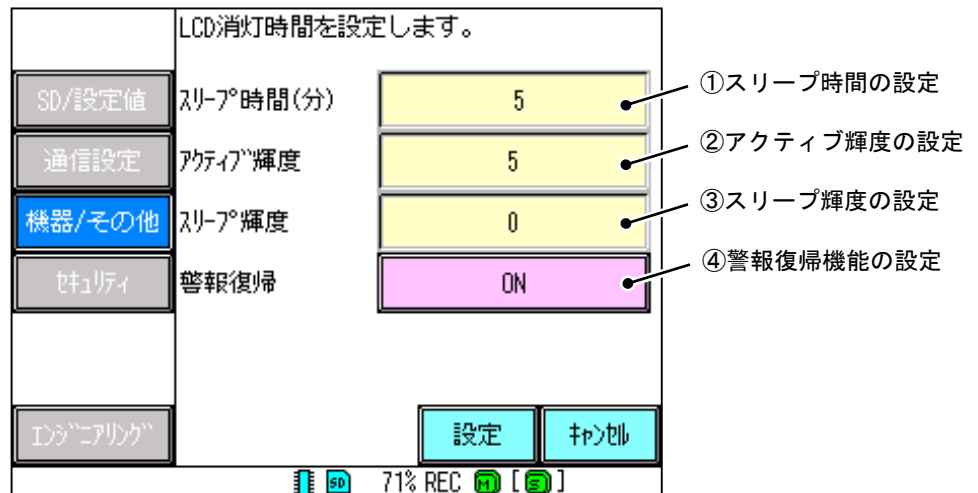 LCD消灯時間を設定します。
SD/設定値
ｽﾘｰﾌﾟ時間(分)
5
①スリープ時間の設定
通信設定
ｱｸﾃｨﾌﾞ輝度
5
②アクティブ輝度の設定
機器/その他
ｽﾘｰﾌﾟ輝度
0
③スリープ輝度の設定
ｾｷｭﾘﾃｨ
警報復帰
ON
④警報復帰機能の設定
ｴﾝｼﾞﾆｱﾘﾝｸﾞ
設定
ｷｬﾝｾﾙ
SD 71% REC M [S]